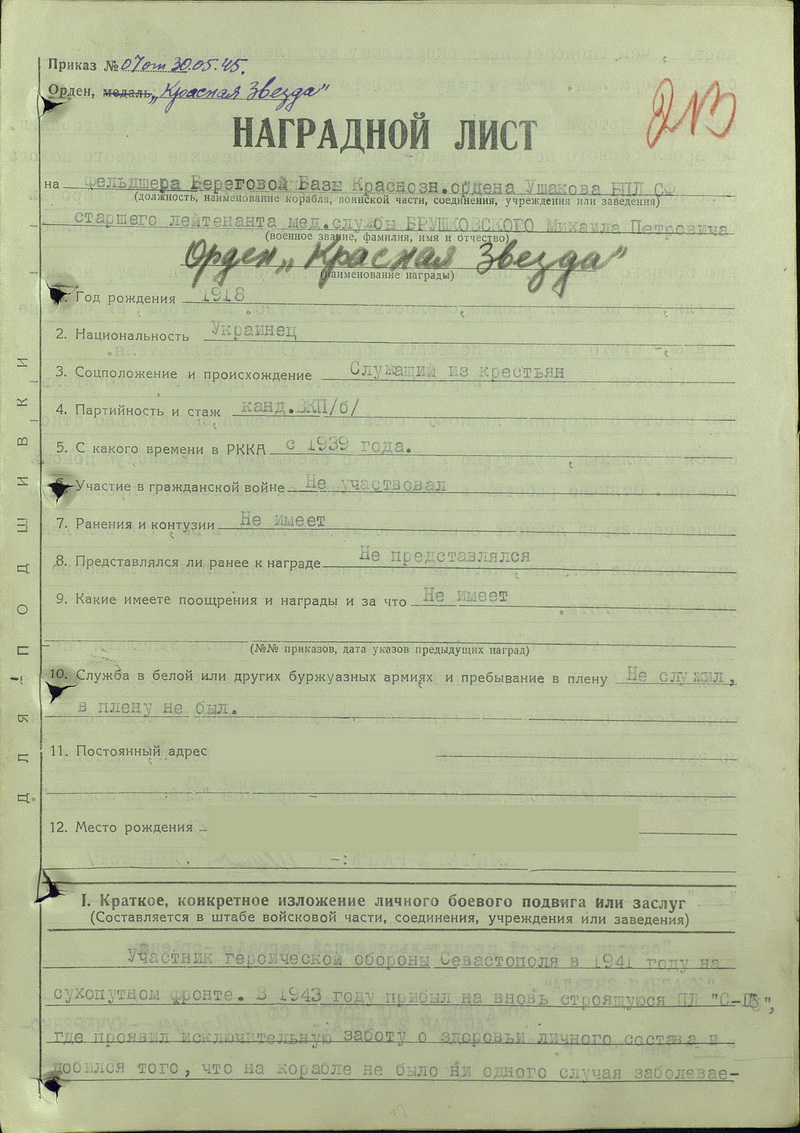 Приказ № 07 от 30.05.45.
Орден, медаль „Красная Звезда"
213
НАГРАДНОЙ ЛИСТ
на фельдшера Береговой Базы Краснозн.ордена Ушакова БПЛ
(должность, наименование корабля, воинской части, соединения, учреждения или заведения)
старшего лейтенанта мед.службы БРУШКОВСКОГО Михаила Петровича
(военное звание, фамилия, имя и отчество)
Орден „Красная Звезда"
(наименование награды)
1. Год рождения 1918
2. Национальность Украинец
3. Соцположение и происхождение Служащий из крестьян
4. Партийность и стаж канд.ВКП/б/
5. С какого времени в РККА с 1939 года.
6. Участие в гражданской войне Не участвовал
7. Ранения и контузии Не имеет
8. Представлялся ли ранее к награде Не представлялся
9. Какие имеете поощрения и награды и за что Не имеет
(№№ приказов, дата указов предыдущих наград)
10. Служба в белой или других буржуазных армиях и пребывание в плену Не служил,
в плену не был.
11. Постоянный адрес
12. Место рождения
I. Краткое, конкретное изложение личного боевого подвига или заслуг
(Составляется в штабе войсковой части, соединения, учреждения или заведения)
Участник героической обороны Севастополя в 1941 году на
сухопутном фронте. В 1943 году прибыл на вновь строящуюся ПЛ
где проявил исключительную заботу о здоровьи личного состава и
добился того, что на корабле не было ни одного случая заболевае-
ДЛЯ ПОДШИВКИ